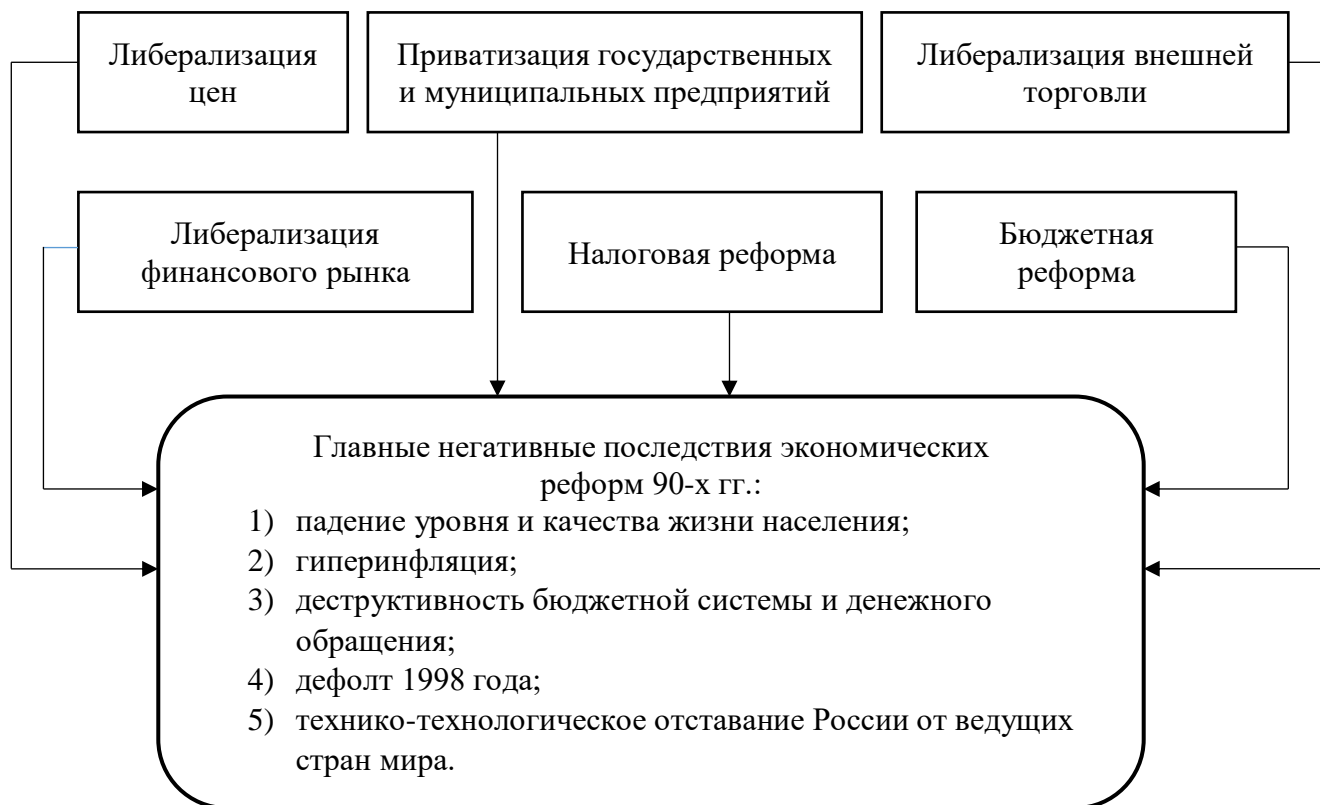 Либерализация
цен
Приватизация государственных
и муниципальных предприятий
Либерализация внешней
торговли
Либерализация
финансового рынка
Налоговая реформа
Бюджетная
реформа
Главные негативные последствия экономических
реформ 90-х гг.:
1) падение уровня и качества жизни населения;
2) гиперинфляция;
3) деструктивность бюджетной системы и денежного
обращения;
4) дефолт 1998 года;
5) технико-технологическое отставание России от ведущих
стран мира.